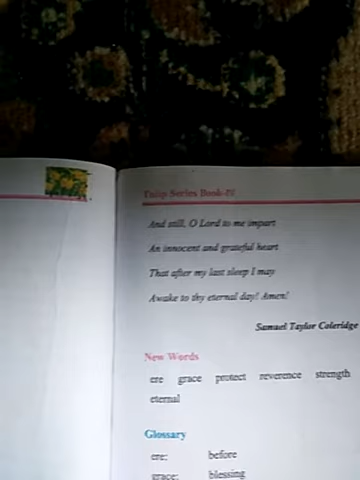 Tulip Series Book-IV
And still, O Lord to me impart
An innocent and grateful heart
That after my last sleep I may
Awake to thy eternal day! Amen!
Samuel Taylor Coleridge
New Words
ere grace protect reverence strength
eternal
Glossary
ere: before
grace: blessing